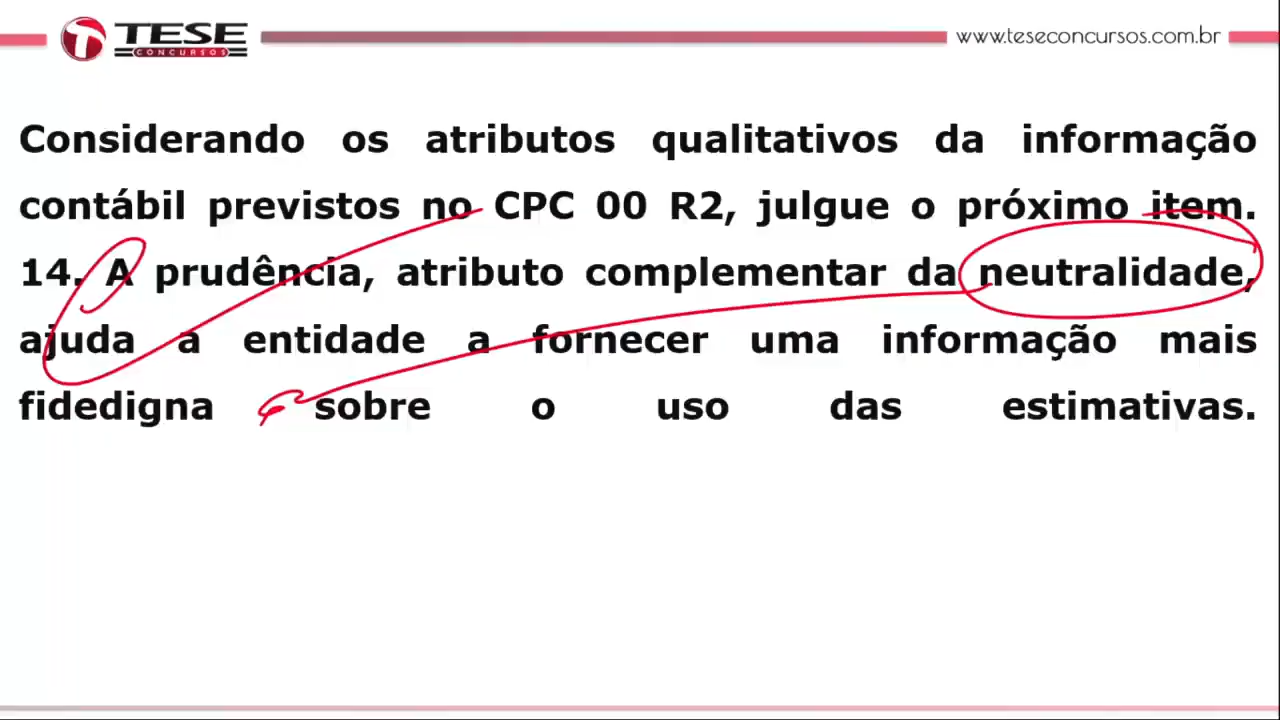 TESE
CONCURSOS
www.teseconcursos.com.br
Considerando os atributos qualitativos da informação
contábil previstos no CPC 00 R2, julgue o próximo item.
14. A prudência, atributo complementar da neutralidade,
ajuda a entidade a fornecer uma informação mais
fidedigna sobre o uso das estimativas.